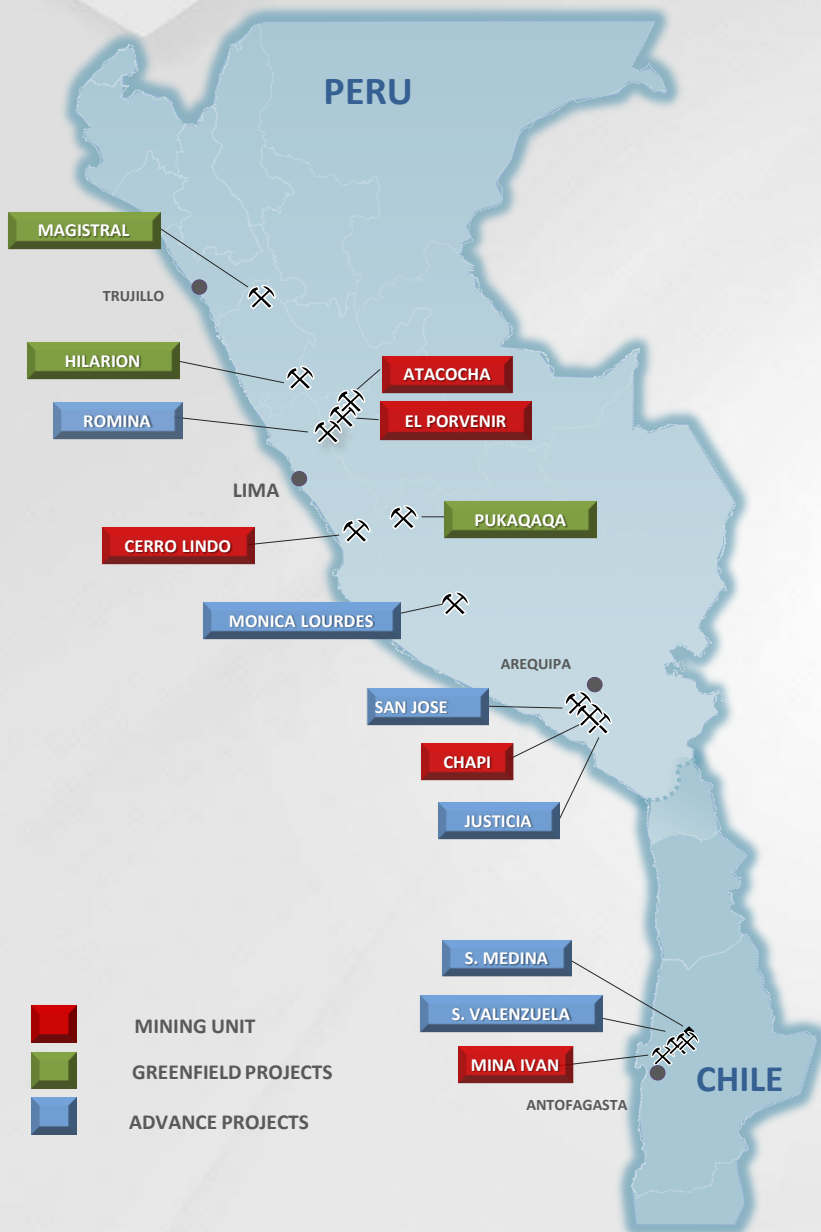 PERU
MAGISTRAL
TRUJILLO
HILARION
ATACOCHA
ROMINA
EL PORVENIR
LIMA
PUKAQAQA
CERRO LINDO
MONICA LOURDES
AREQUIPA
SAN JOSE
CHAPI
JUSTICIA
S. MEDINA
S. VALENZUELA
MINA IVAN
CHILE
ANTOFAGASTA
MINING UNIT
GREENFIELD PROJECTS
ADVANCE PROJECTS